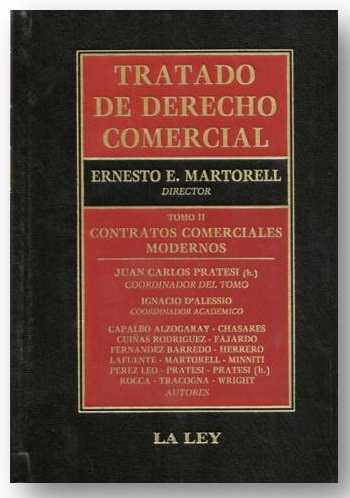 TRATADO
DE DERECHO
COMERCIAL
ERNESTO E. MARTORELL
DIRECTOR
TOMO II
CONTRATOS COMERCIALES
MODERNOS
JUAN CARLOS PRATESI (h.)
COORDINADOR DEL TOMO
IGNACIO D'ALESSIO
COORDINADOR ACADEMICO
CAPALBO ALZOGARAY - CHASARES
CUIÑAS RODRIGUEZ - FAJARDO
FERNANDEZ BARREDO - HERRERO
LAFUENTE - MARTORELL - MINNITI
PEREZ LEO - PRATESI - PRATESI (h.)
ROCCA - TRACOGNA - WRIGHT
AUTORES
LA LEY